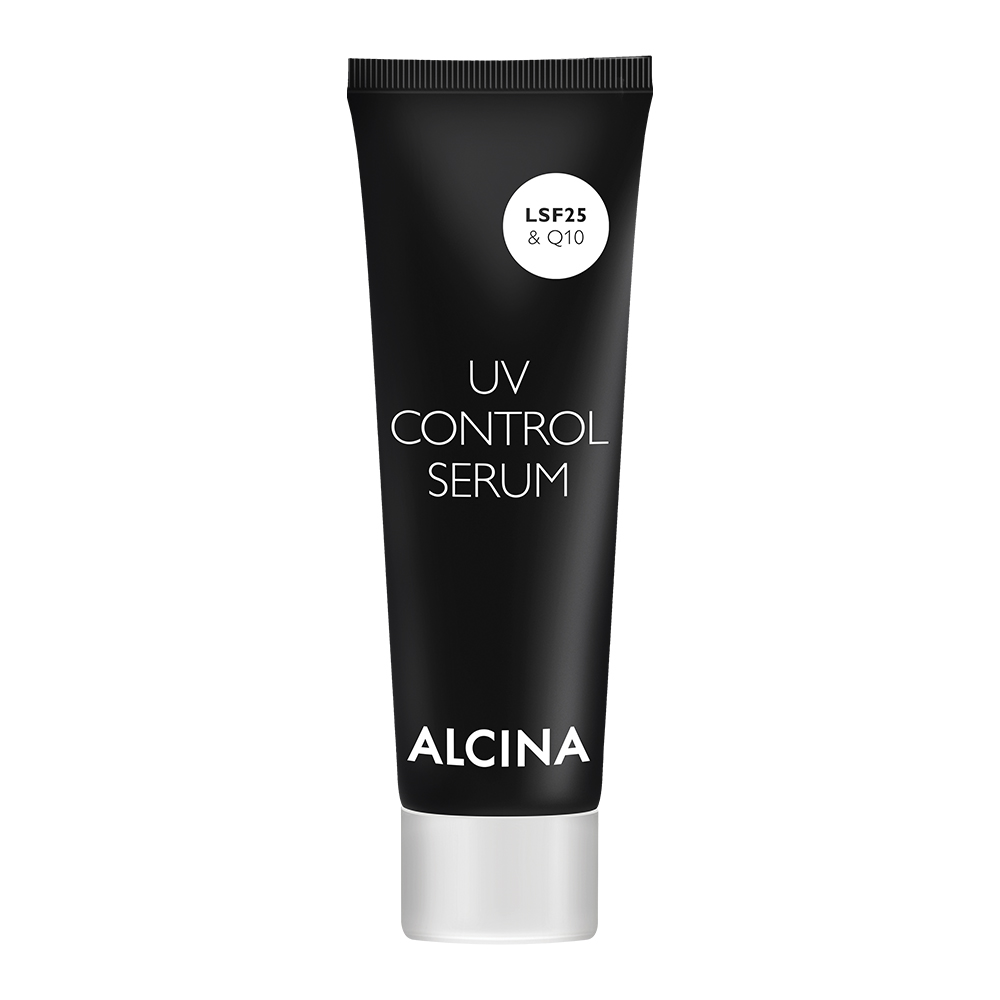 LSF25
& Q10
UV
CONTROL
SERUM
ALCINA